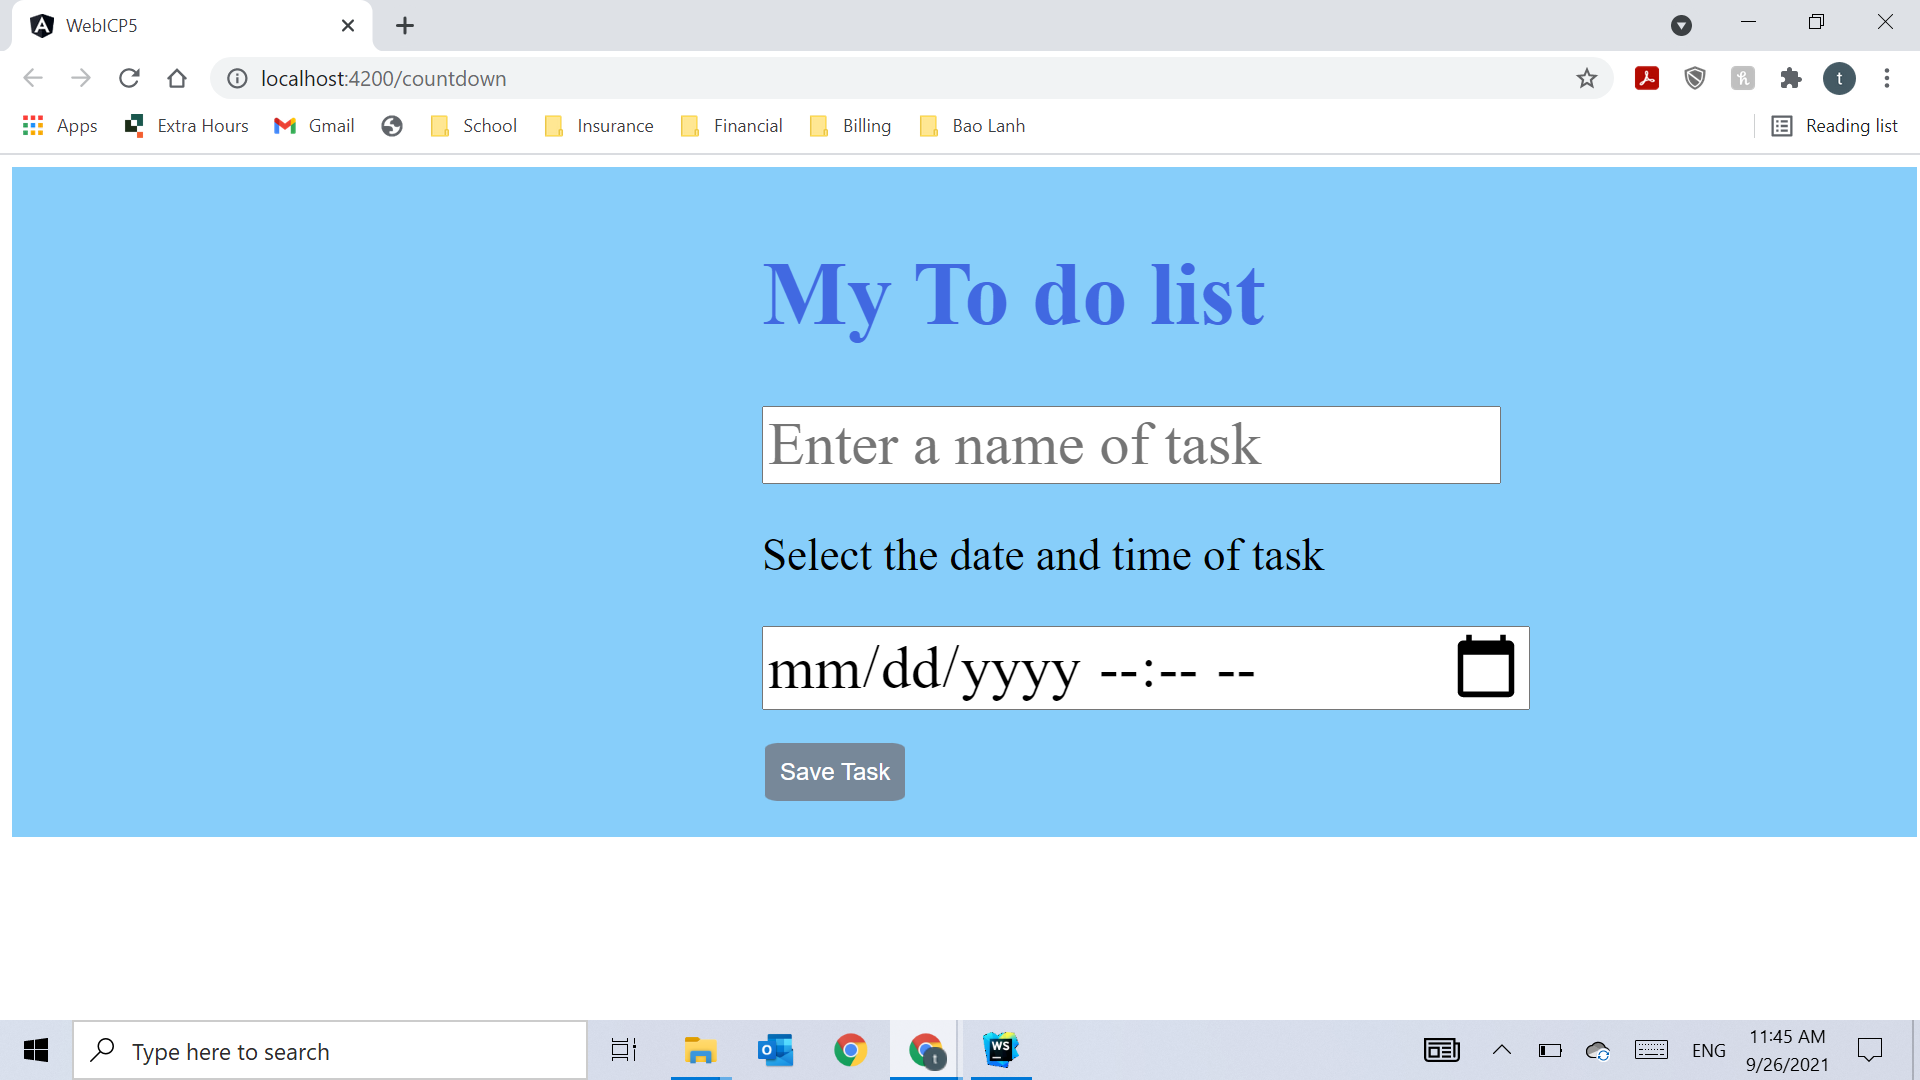 WebICP5
localhost:4200/countdown
Apps Extra Hours Gmail School Insurance Financial Billing Bao Lanh Reading list
My To do list
Enter a name of task
Select the date and time of task
mm/dd/yyyy --:-- --
Save Task
Type here to search
ENG
11:45 AM
9/26/2021